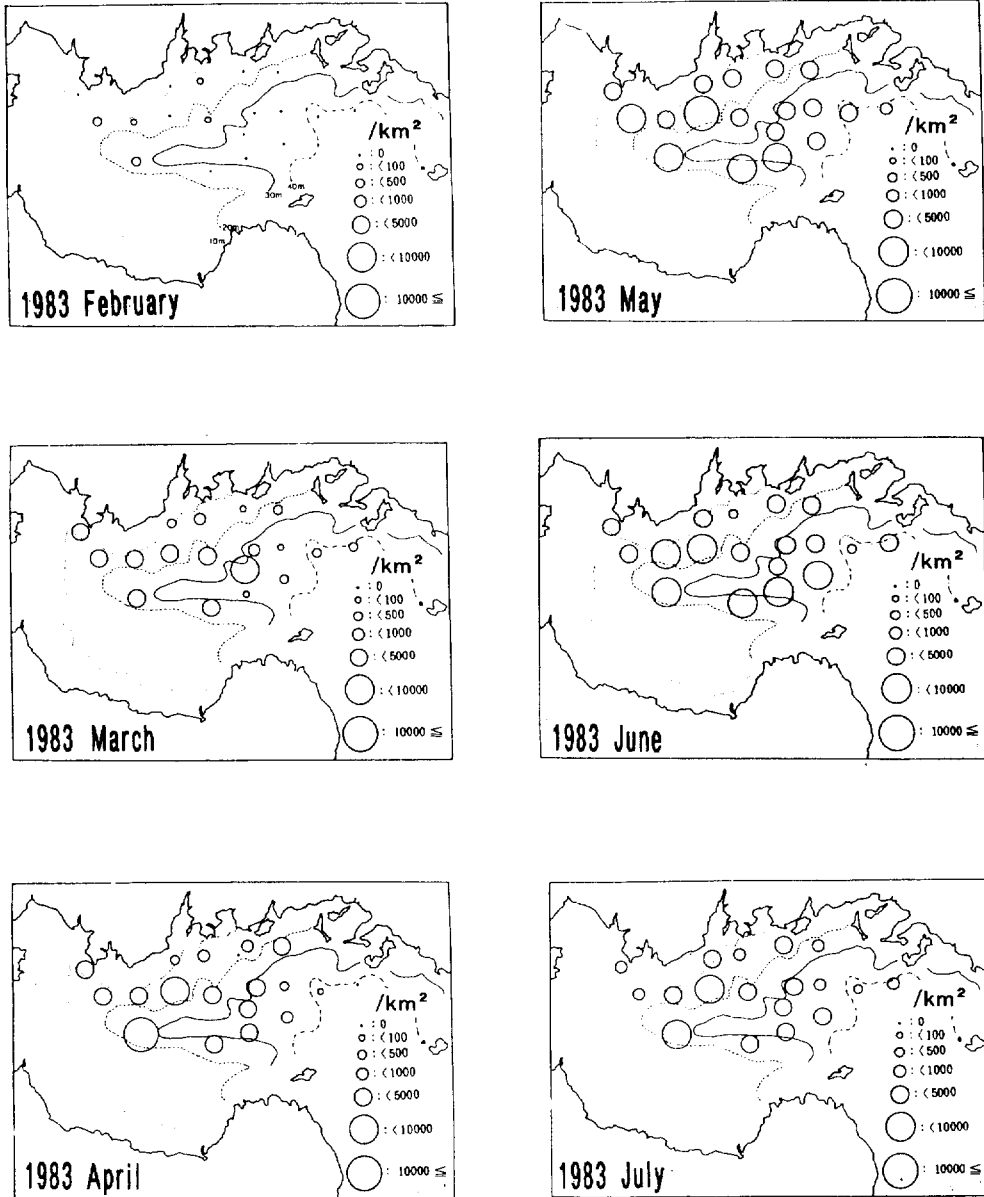 /km²
: 0
: <100
: <500
: <1000
: <5000
: <10000
: 10000 ≦
40m
30m
20m
10m
1983 February
/km²
: 0
: <100
: <500
: <1000
: <5000
: <10000
: 10000 ≦
1983 May
/km²
: 0
: <100
: <500
: <1000
: <5000
: <10000
: 10000 ≦
1983 March
/km²
: 0
: <100
: <500
: <1000
: <5000
: <10000
: 10000 ≦
1983 June
/km²
: 0
: <100
: <500
: <1000
: <5000
: <10000
: 10000 ≦
1983 April
/km²
: 0
: <100
: <500
: <1000
: <5000
: <10000
: 10000 ≦
1983 July